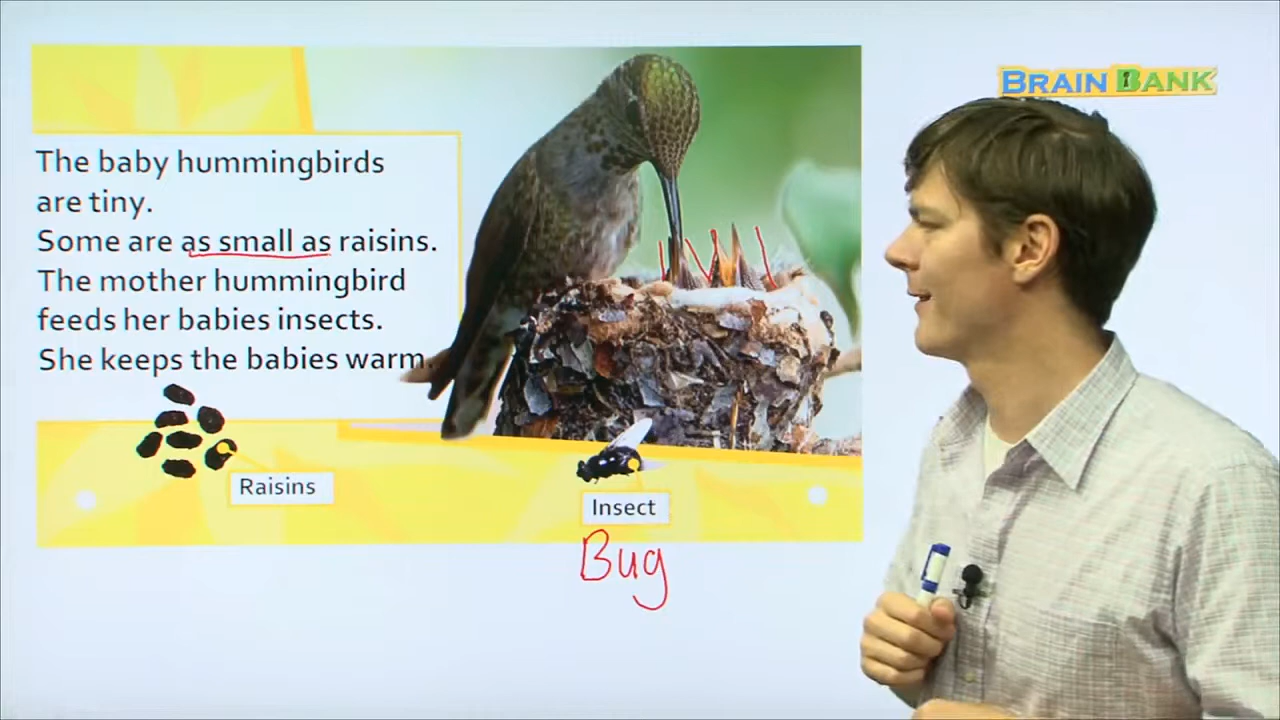 BRAIN BANK
The baby hummingbirds
are tiny.
Some are as small as raisins.
The mother hummingbird
feeds her babies insects.
She keeps the babies warm.
Raisins
Insect
Bug